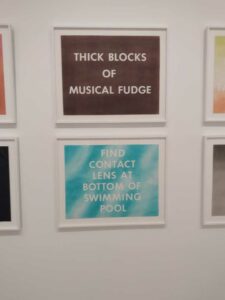 THICK BLOCKS
OF
MUSICAL FUDGE
FIND
CONTACT
LENS AT
BOTTOM OF
SWIMMING
POOL